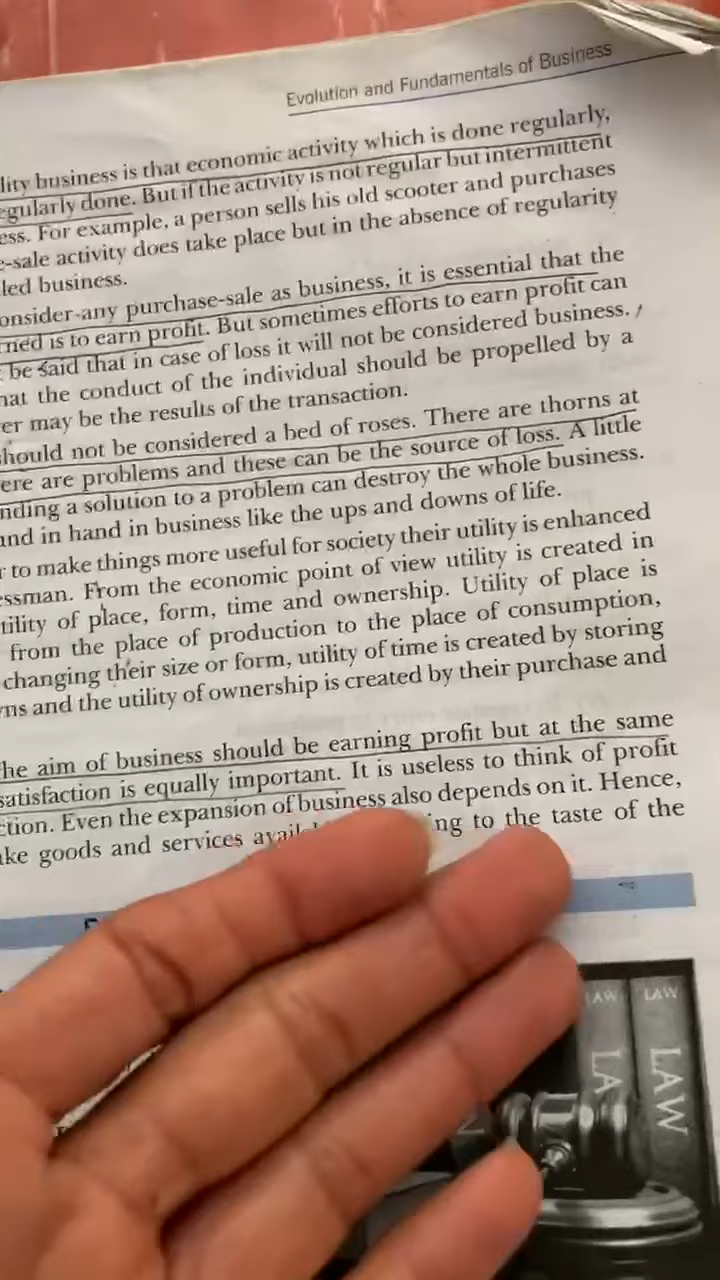 Evolution and Fundamentals of Business
lity business is that economic activity which is done regularly,
egularly done. But if the activity is not regular but intermittent
ess. For example, a person sells his old scooter and purchases
e-sale activity does take place but in the absence of regularity
led business.
onsider-any purchase-sale as business, it is essential that the
rned is to earn profit. But sometimes efforts to earn profit can
be said that in case of loss it will not be considered business.
hat the conduct of the individual should be propelled by a
er may be the results of the transaction.
hould not be considered a bed of roses. There are thorns at
ere are problems and these can be the source of loss. A little
nding a solution to a problem can destroy the whole business.
and in hand in business like the ups and downs of life.
r to make things more useful for society their utility is enhanced
essman. From the economic point of view utility is created in
tility of place, form, time and ownership. Utility of place is
from the place of production to the place of consumption,
changing their size or form, utility of time is created by storing
ns and the utility of ownership is created by their purchase and
he aim of business should be earning profit but at the same
satisfaction is equally important. It is useless to think of profit
ction. Even the expansion of business also depends on it. Hence,
ke goods and services ing to the taste of the
LAW
LAW
LAW